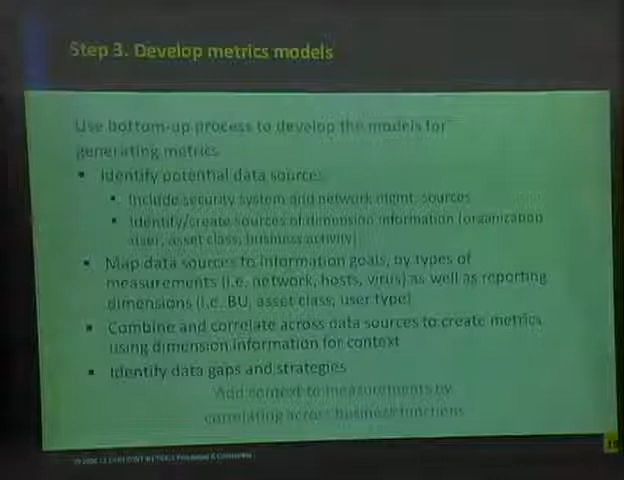 Step 3. Develop metrics models
Use bottom-up process to develop the models for
generating metrics
▪ Identify potential data sources
▪ Include security system and network mgmt. sources
▪ Identify/create sources of dimension information (organization
user, asset class, business activity)
▪ Map data sources to information goals, by types of
measurements (i.e. network, hosts, virus) as well as reporting
dimensions (i.e. BU, asset class, user type)
▪ Combine and correlate across data sources to create metrics
using dimension information for context
▪ Identify data gaps and strategies
Add context to measurements by
correlating across business functions